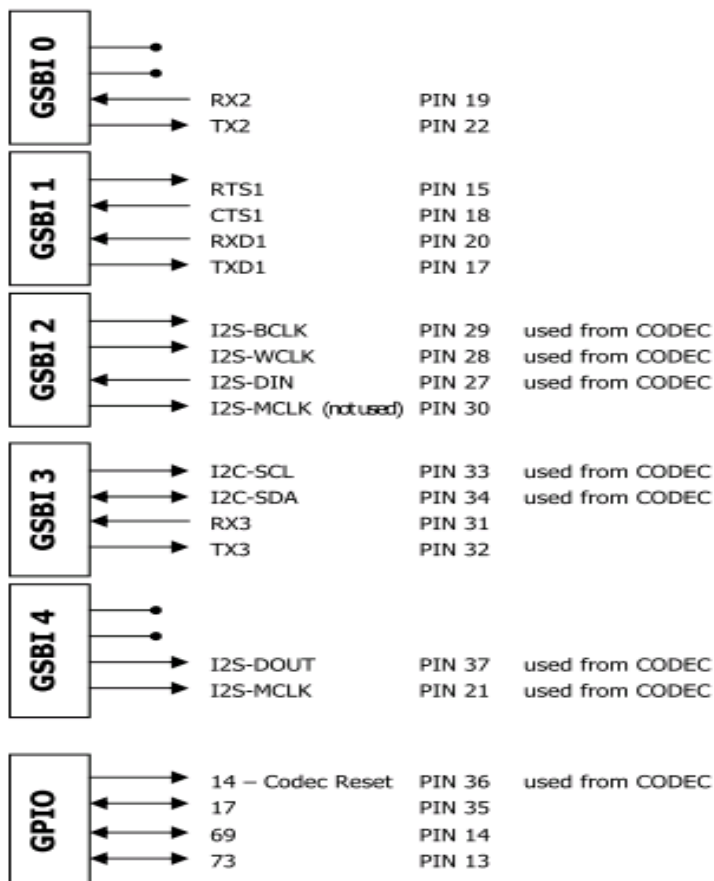 GSBI 0
RX2 PIN 19
TX2 PIN 22
GSBI 1
RTS1 PIN 15
CTS1 PIN 18
RXD1 PIN 20
TXD1 PIN 17
GSBI 2
I2S-BCLK PIN 29 used from CODEC
I2S-WCLK PIN 28 used from CODEC
I2S-DIN PIN 27 used from CODEC
I2S-MCLK (not used) PIN 30
GSBI 3
I2C-SCL PIN 33 used from CODEC
I2C-SDA PIN 34 used from CODEC
RX3 PIN 31
TX3 PIN 32
GSBI 4
I2S-DOUT PIN 37 used from CODEC
I2S-MCLK PIN 21 used from CODEC
GPIO
14 – Codec Reset PIN 36 used from CODEC
17 PIN 35
69 PIN 14
73 PIN 13